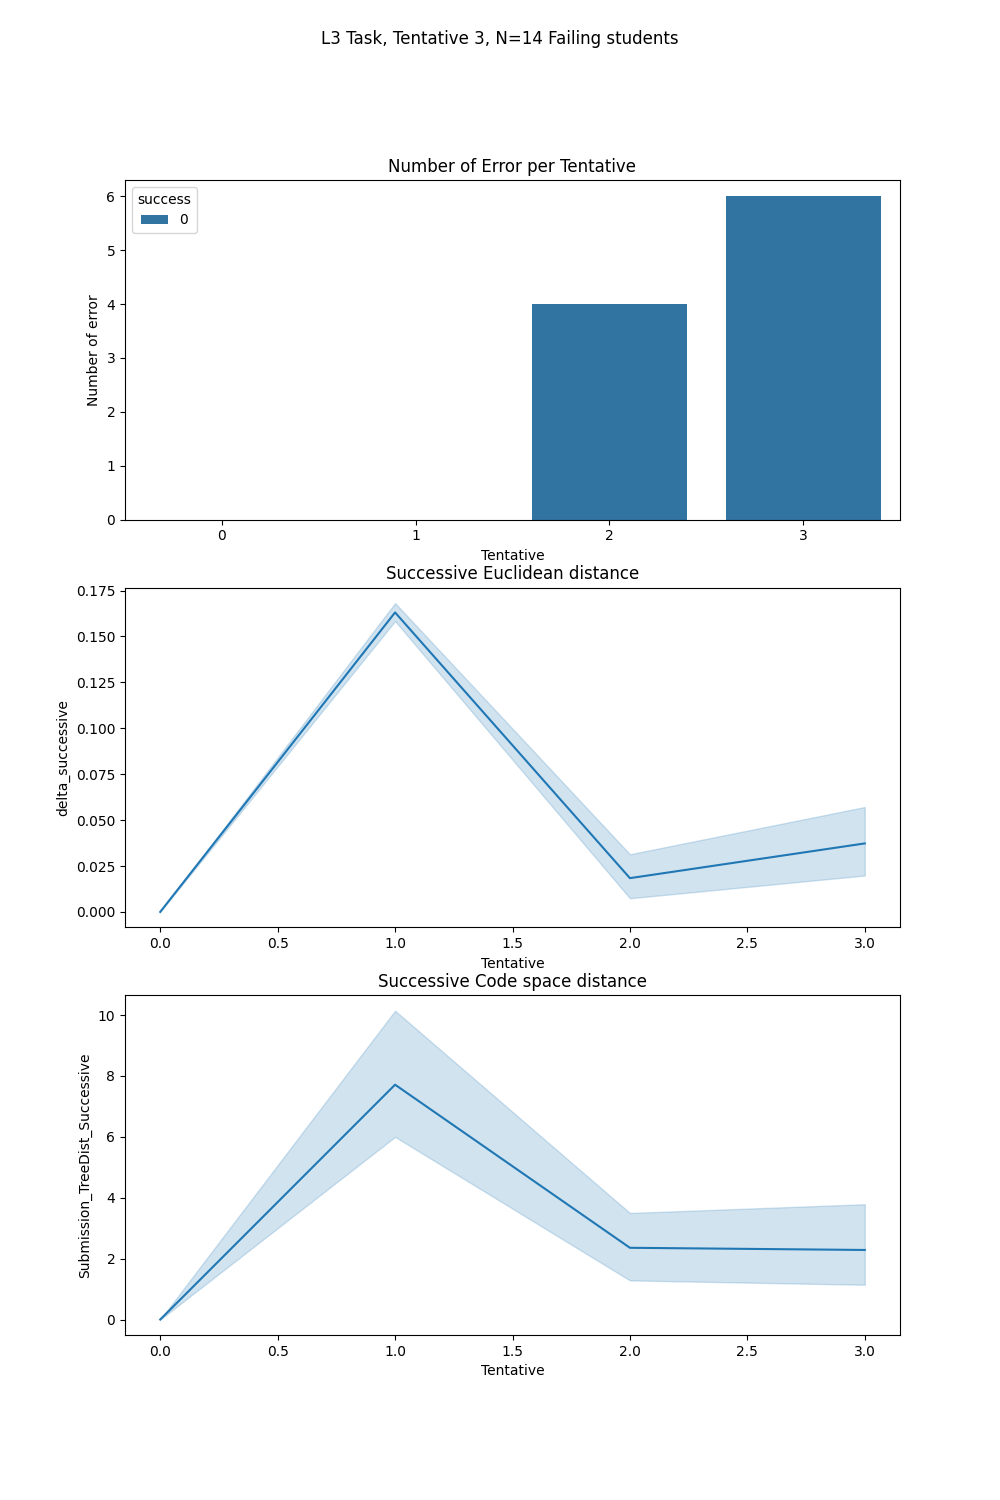 L3 Task, Tentative 3, N=14 Failing students
Number of Error per Tentative
success
0
6
5
4
3
2
1
0
Number of error
0 1 2 3
Tentative
Successive Euclidean distance
0.175
0.150
0.125
0.100
0.075
0.050
0.025
0.000
delta_successive
0.0 0.5 1.0 1.5 2.0 2.5 3.0
Tentative
Successive Code space distance
10
8
6
4
2
0
Submission_TreeDist_Successive
0.0 0.5 1.0 1.5 2.0 2.5 3.0
Tentative